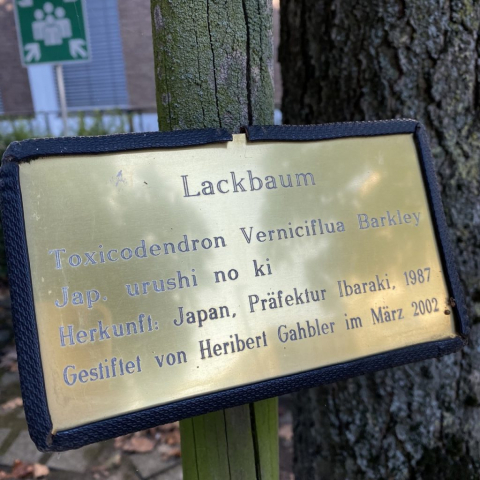 Lackbaum
Toxicodendron Verniciflua Barkley
Jap. urushi no ki
Herkunft: Japan, Präfektur Ibaraki, 1987
Gestiftet von Heribert Gahbler im März 2002